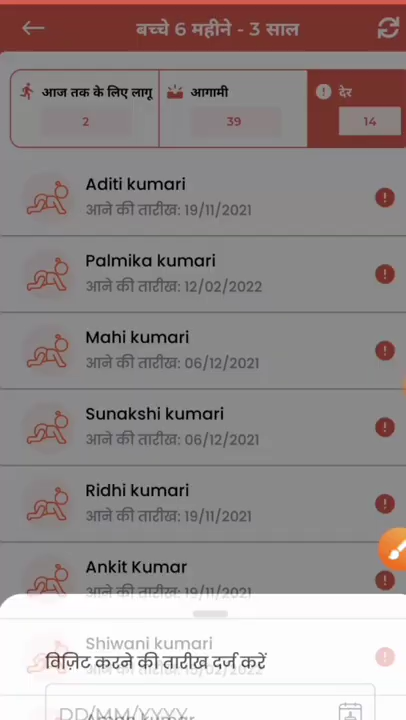 बच्चे 6 महीने - 3 साल
आज तक के लिए लागू
2
आगामी
39
देर
14
Aditi kumari
आने की तारीख: 19/11/2021
Palmika kumari
आने की तारीख: 12/02/2022
Mahi kumari
आने की तारीख: 06/12/2021
Sunakshi kumari
आने की तारीख: 06/12/2021
Ridhi kumari
आने की तारीख: 19/11/2021
Ankit Kumar
आने की तारीख: 19/11/2021
Shiwani kumari
विज़िट करने की तारीख दर्ज करें
DD/MM/YYYY